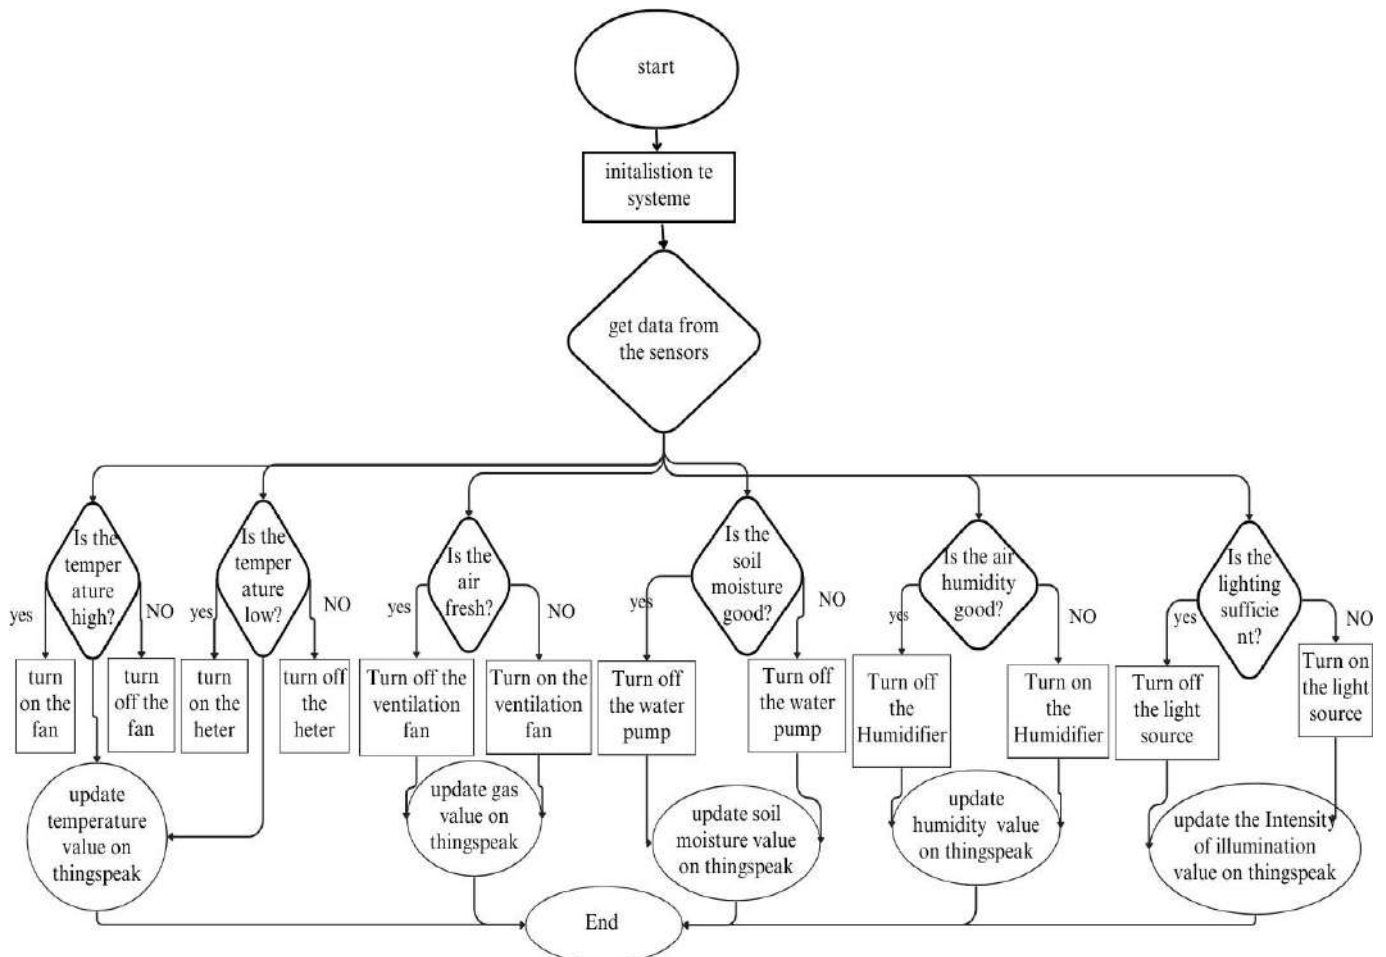 start
initalistion te
systeme
get data from
the sensors
Is the
temper
ature
high?
yes
NO
Is the
temper
ature
low?
yes
NO
Is the
air
fresh?
yes
NO
Is the
soil
moisture
good?
yes
NO
Is the air
humidity
good?
yes
NO
Is the
lighting
sufficie
nt?
yes
NO
turn
on the
fan
turn
off the
fan
turn
on the
heter
turn off
the
heter
Turn off the
ventilation
fan
Turn on the
ventilation
fan
Turn off
the water
pump
Turn off
the water
pump
Turn off
the
Humidifier
Turn on
the
Humidifier
Turn off
the light
source
Turn on
the light
source
update
temperature
value on
thingspeak
update gas
value on
thingspeak
update soil
moisture value
on thingspeak
update
humidity value
on thingspeak
update the Intensity
of illumination
value on thingspeak
End